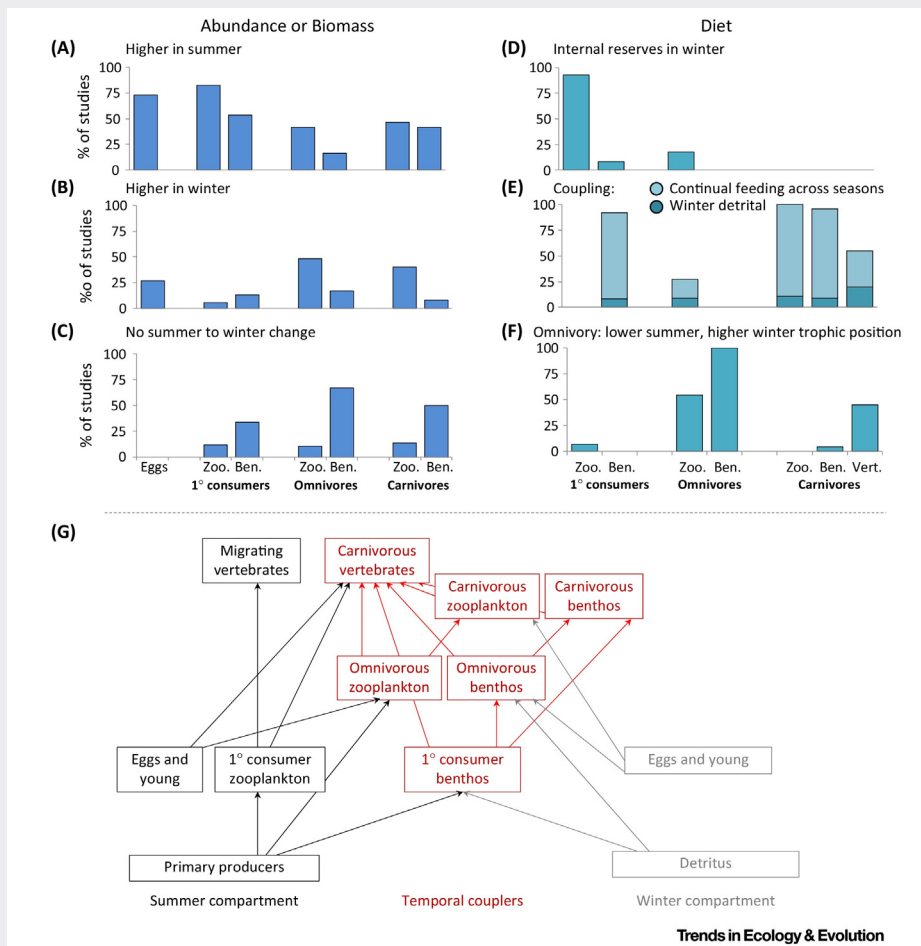 Abundance or Biomass
(A) Higher in summer
% of studies
100
75
50
25
0
(B) Higher in winter
%o of studies
100
75
50
25
0
(C) No summer to winter change
% of studies
100
75
50
25
0
Eggs Zoo. Ben. Zoo. Ben. Zoo. Ben.
1° consumers Omnivores Carnivores
Diet
(D) Internal reserves in winter
100
75
50
25
0
(E) Coupling: Continual feeding across seasons
Winter detrital
100
75
50
25
0
(F) Omnivory: lower summer, higher winter trophic position
100
75
50
25
0
Zoo. Ben. Zoo. Ben. Zoo. Ben. Vert.
1° consumers Omnivores Carnivores
(G)
Migrating
vertebrates
Carnivorous
vertebrates
Carnivorous
zooplankton
Carnivorous
benthos
Omnivorous
zooplankton
Omnivorous
benthos
Eggs and
young
1° consumer
zooplankton
1° consumer
benthos
Eggs and young
Primary producers
Detritus
Summer compartment Temporal couplers Winter compartment
Trends in Ecology & Evolution